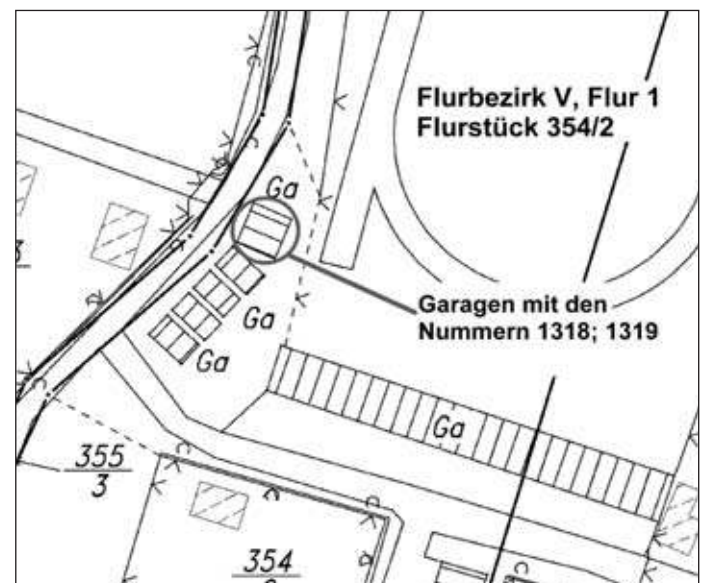 Flurbezirk V, Flur 1
Flurstück 354/2
Ga
Garagen mit den
Nummern 1318; 1319
Ga
Ga
Ga
355
3
354